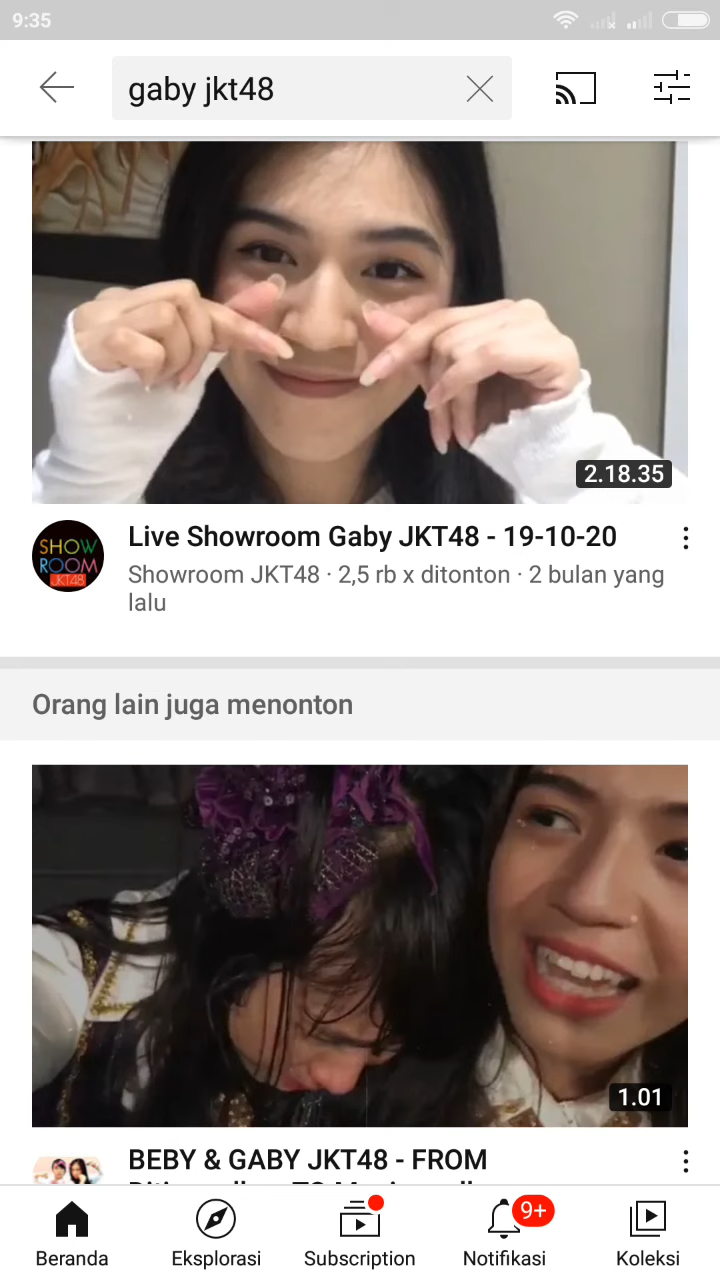 9:35
gaby jkt48
2.18.35
SHOW
ROOM
JKT48
Live Showroom Gaby JKT48 - 19-10-20
Showroom JKT48 · 2,5 rb x ditonton · 2 bulan yang
lalu
Orang lain juga menonton
1.01
BEBY & GABY JKT48 - FROM
9+
Beranda
Eksplorasi
Subscription
Notifikasi
Koleksi